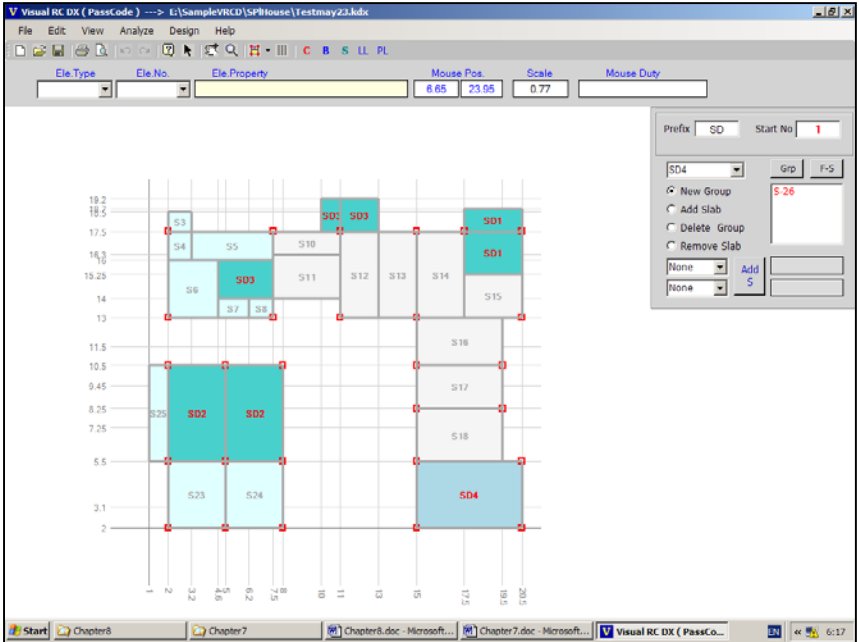 Visual RC DX ( PassCode ) ---> E:\SampleVRCD\SPlHouse\Testmay23.kdx
File Edit View Analyze Design Help
C B S LL PL
Ele.Type Ele.No. Ele.Property Mouse Pos. Scale Mouse Duty
6.65 23.95 0.77
Prefix SD Start No 1
SD4 Grp F-S
New Group S-26
Add Slab
Delete Group
Remove Slab
None Add
None S
19.2
18.5
17.5
16.3
15.25
14
13
11.5
10.5
9.45
8.25
7.25
5.5
3.1
2
S3 SD3 SD3 SD1
S4 S5 S10 SD1
S6 SD3 S11 S12 S13 S14 S15
S7 S8
S16
S17
S25 SD2 SD2
S18
S23 S24 SD4
1 2 3.2 4.6 5 6.2 7.5 8 10 11 13 15 17.5 19.5 20.5
Start Chapter8 Chapter7 Chapter8.doc - Microsoft... Chapter7.doc - Microsoft... Visual RC DX ( PassCo... EN 6:17